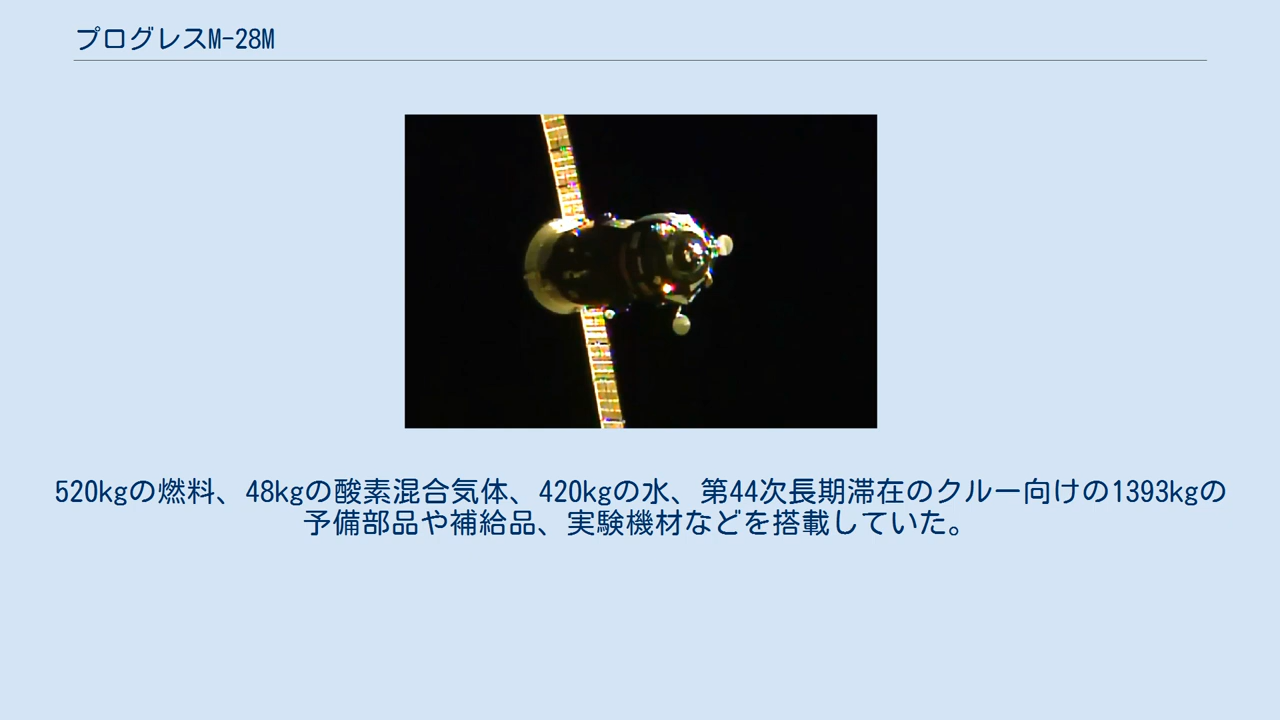 プログレスM-28M
520kgの燃料、48kgの酸素混合気体、420kgの水、第44次長期滞在のクルー向けの1393kgの
予備部品や補給品、実験機材などを搭載していた。